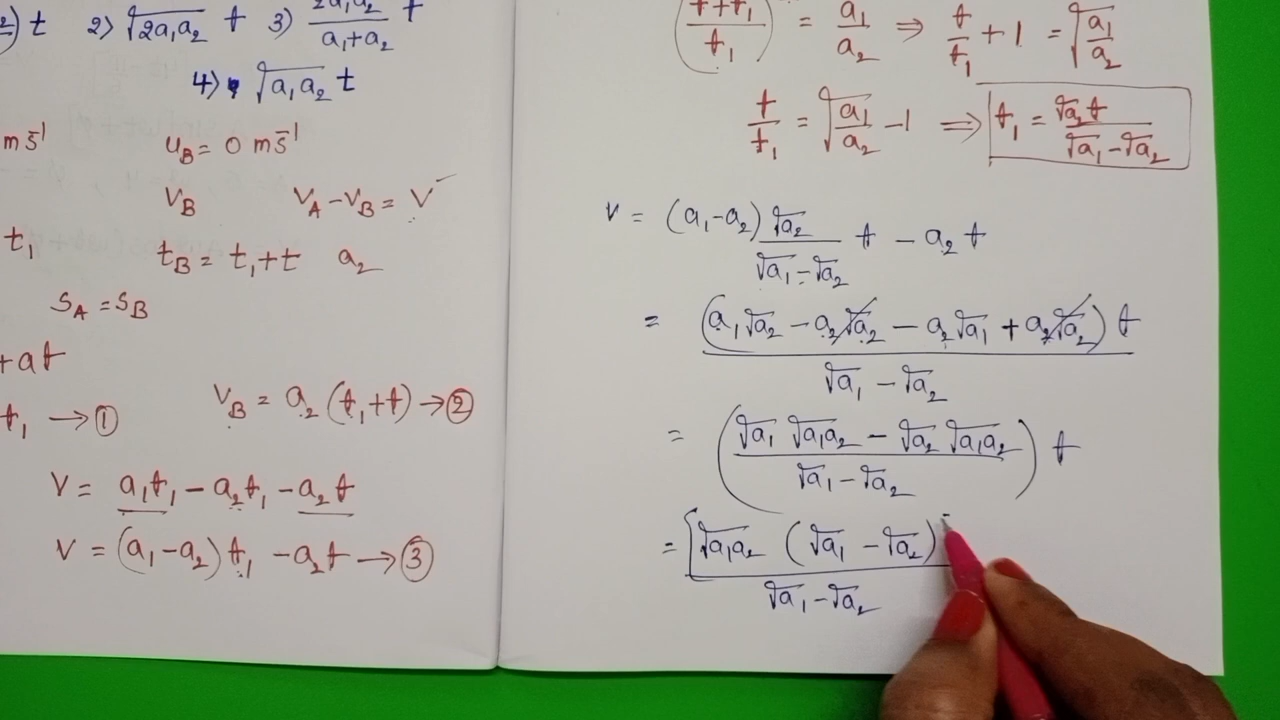 2) t 2) √2a₁a₂ t 3) 2a₁a₂/a₁+a₂ t
4) √a₁a₂ t
m s⁻¹ u_B = 0 m s⁻¹
V_B V_A - V_B = V
t₁ t_B = t₁+t a₂
S_A = S_B
+at
t₁ → ① V_B = a₂ (t₁+t) → ②
V = a₁t₁ - a₂t₁ - a₂t
V = (a₁-a₂) t₁ - a₂t → ③
(t+t₁/t₁) = a₁/a₂ ⇒ t/t₁ + 1 = √a₁/a₂
t/t₁ = √a₁/a₂ - 1 ⇒ t₁ = √a₂ t/√a₁-√a₂
V = (a₁-a₂) √a₂/√a₁-√a₂ t - a₂ t
= (a₁√a₂ - a₂√a₂ - a₂√a₁ + a₂√a₂) t/√a₁ - √a₂
= (√a₁ √a₁a₂ - √a₂ √a₁a₂/√a₁-√a₂) t
= [√a₁a₂ (√a₁ - √a₂)/√a₁-√a₂